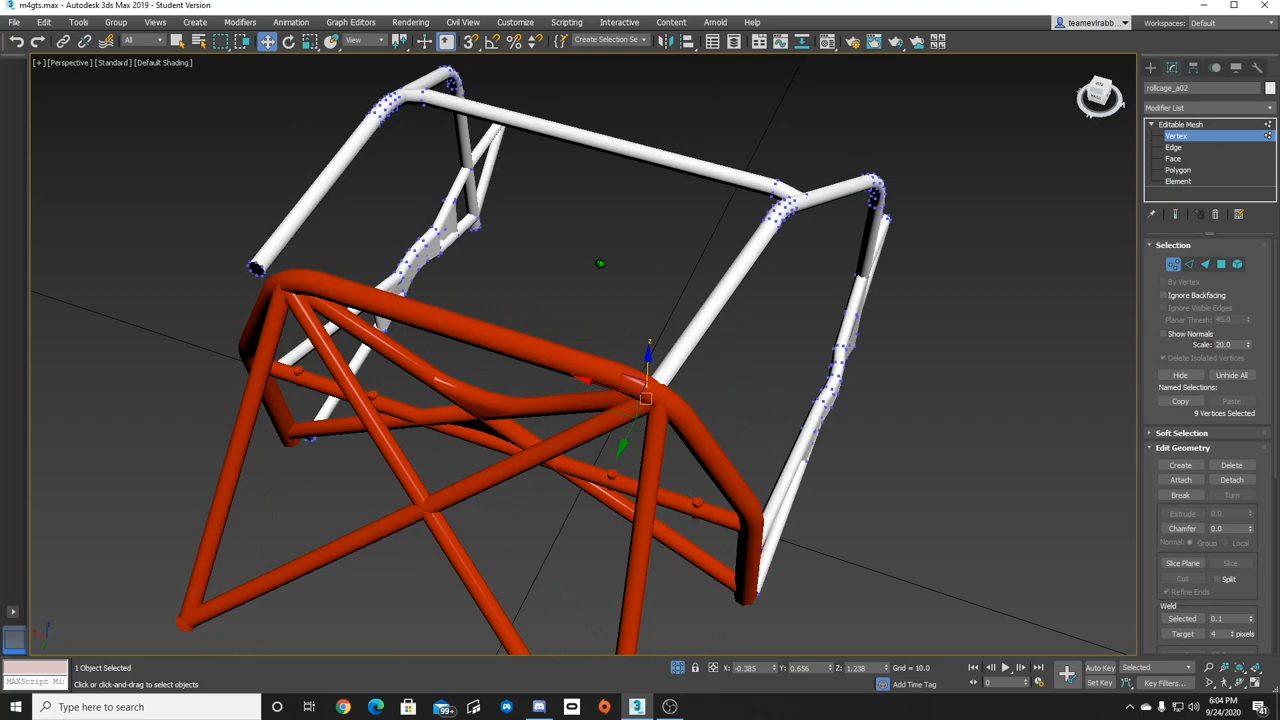 m4gts.max - Autodesk 3ds Max 2019 - Student Version
File Edit Tools Group Views Create Modifiers Animation Graph Editors Rendering Civil View Customize Scripting Interactive Content Arnold Help
teamevlrabb... Workspaces: Default
All View Create Selection Se
[+] [Perspective] [Standard] [Default Shading]
rollcage_a02
Modifier List
Editable Mesh
Vertex
Edge
Face
Polygon
Element
Selection
By Vertex
Ignore Backfacing
Ignore Visible Edges
Planar Thresh: 45.0
Show Normals
Scale: 20.0
Delete Isolated Vertices
Hide Unhide All
Named Selections:
Copy Paste
9 Vertices Selected
Soft Selection
Edit Geometry
Create Delete
Attach Detach
Break Turn
Extrude 0.0
Chamfer 0.0
Normal: Group Local
Slice Plane Slice
Cut Split
Refine Ends
Weld
Selected 0.1
Target 4 pixels
z
1 Object Selected
X: -0.385 Y: 0.656 Z: 1.238 Grid = 10.0
Auto Key Selected
MAXScript Mi
Click or click-and-drag to select objects
Add Time Tag
0
Set Key Key Filters...
Type here to search
99+
6:04 PM
9/24/2020
41